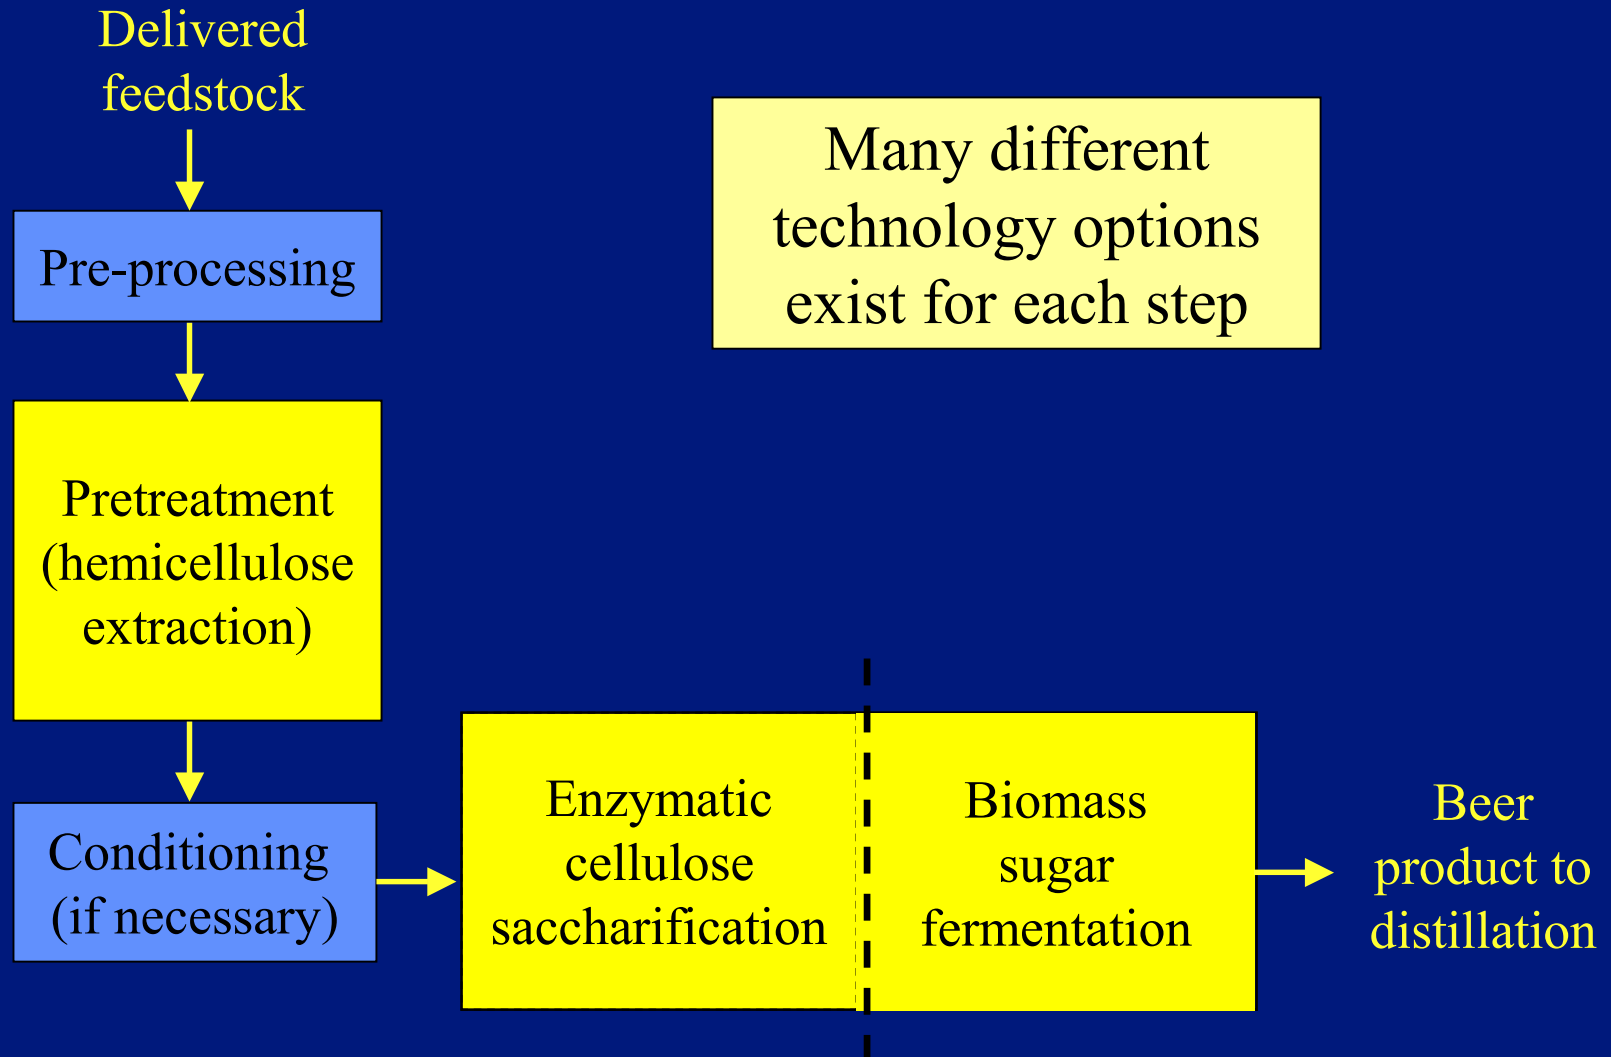 Delivered
feedstock
Many different
technology options
exist for each step
Pre-processing
Pretreatment
(hemicellulose
extraction)
Conditioning
(if necessary)
Enzymatic
cellulose
saccharification
Biomass
sugar
fermentation
Beer
product to
distillation